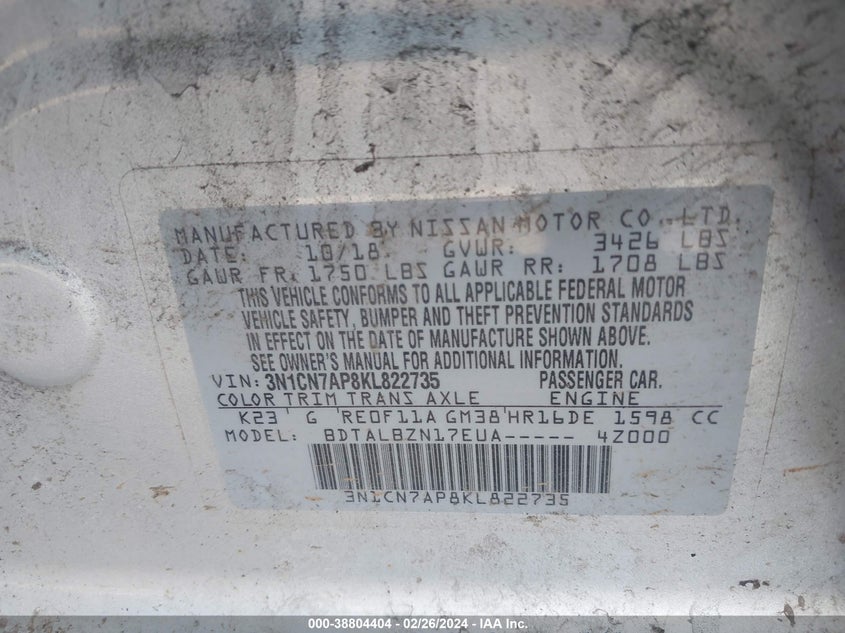 MANUFACTURED BY NISSAN MOTOR CO., LTD.
DATE: 10/18 GVWR: 3426 LBS
GAWR FR: 1750 LBS GAWR RR: 1708 LBS
THIS VEHICLE CONFORMS TO ALL APPLICABLE FEDERAL MOTOR
VEHICLE SAFETY, BUMPER AND THEFT PREVENTION STANDARDS
IN EFFECT ON THE DATE OF MANUFACTURE SHOWN ABOVE.
SEE OWNER'S MANUAL FOR ADDITIONAL INFORMATION.
VIN: 3N1CN7AP8KL822735 PASSENGER CAR.
COLOR TRIM TRANS AXLE ENGINE
K23 G RE0F11A GM38 HR16DE 1598 CC
MODEL: BDTALBZN17EUA----- 4Z000
3N1CN7AP8KL822735
000-38804404 - 02/26/2024 - IAA Inc.